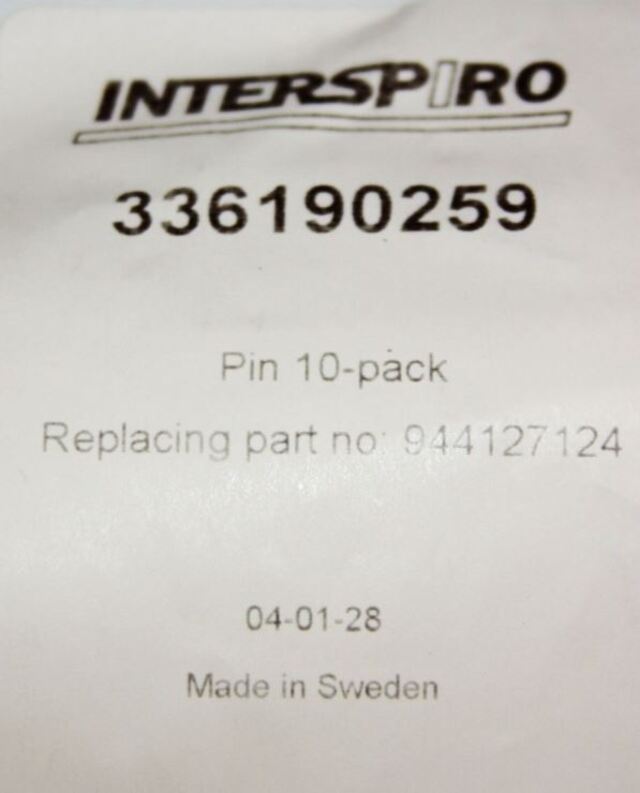 INTERSPIRO
336190259
Pin 10-pack
Replacing part no: 944127124
04-01-28
Made in Sweden